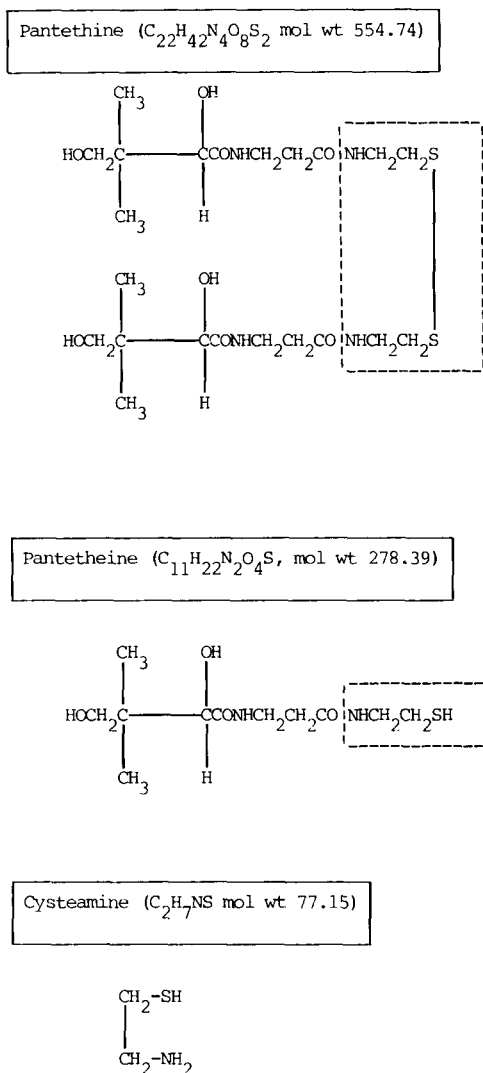 Pantethine (C22H42N4O8S2 mol wt 554.74)
CH3 OH
HOCH2C CCONHCH2CH2CO NHCH2CH2S
CH3 H
CH3 OH
HOCH2C CCONHCH2CH2CO NHCH2CH2S
CH3 H
Pantetheine (C11H22N2O4S, mol wt 278.39)
CH3 OH
HOCH2C CCONHCH2CH2CO NHCH2CH2SH
CH3 H
Cysteamine (C2H7NS mol wt 77.15)
CH2-SH
CH2-NH2